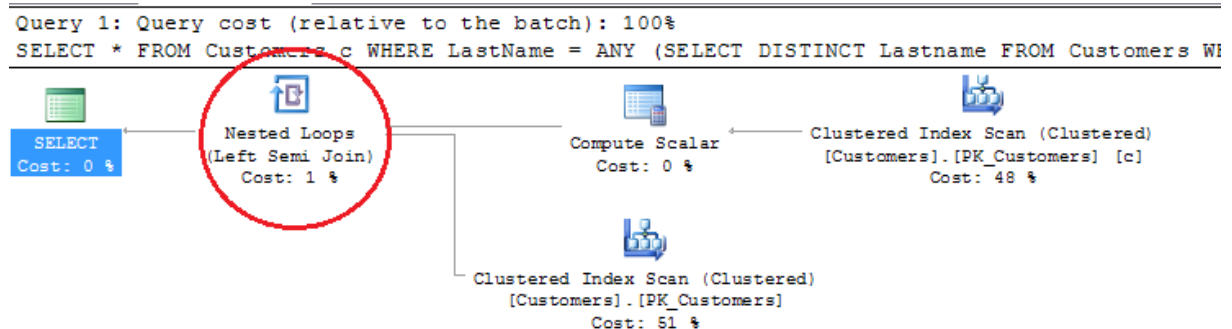 Query 1: Query cost (relative to the batch): 100%
SELECT * FROM Customers c WHERE LastName = ANY (SELECT DISTINCT Lastname FROM Customers WH
SELECT
Cost: 0 %
Nested Loops
(Left Semi Join)
Cost: 1 %
Compute Scalar
Cost: 0 %
Clustered Index Scan (Clustered)
[Customers].[PK_Customers] [c]
Cost: 48 %
Clustered Index Scan (Clustered)
[Customers].[PK_Customers]
Cost: 51 %